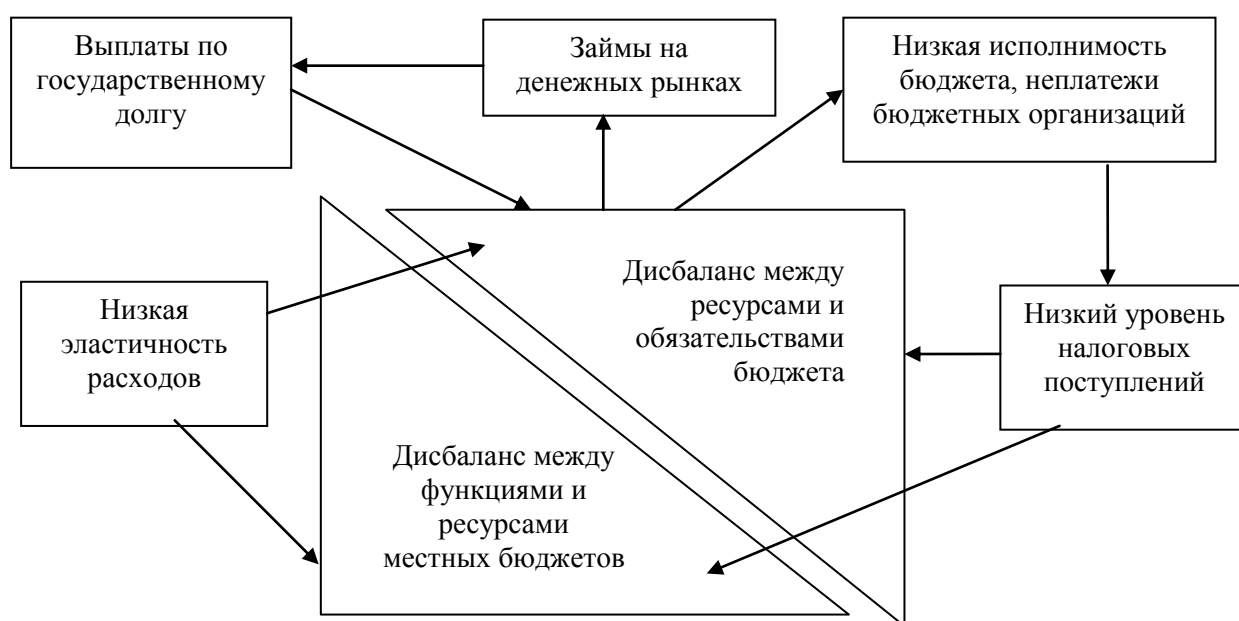 Выплаты по
государственному
долгу
Займы на
денежных рынках
Низкая исполнимость
бюджета, неплатежи
бюджетных организаций
Низкая
эластичность
расходов
Дисбаланс между
ресурсами и
обязательствами
бюджета
Низкий уровень
налоговых
поступлений
Дисбаланс между
функциями и
ресурсами
местных бюджетов